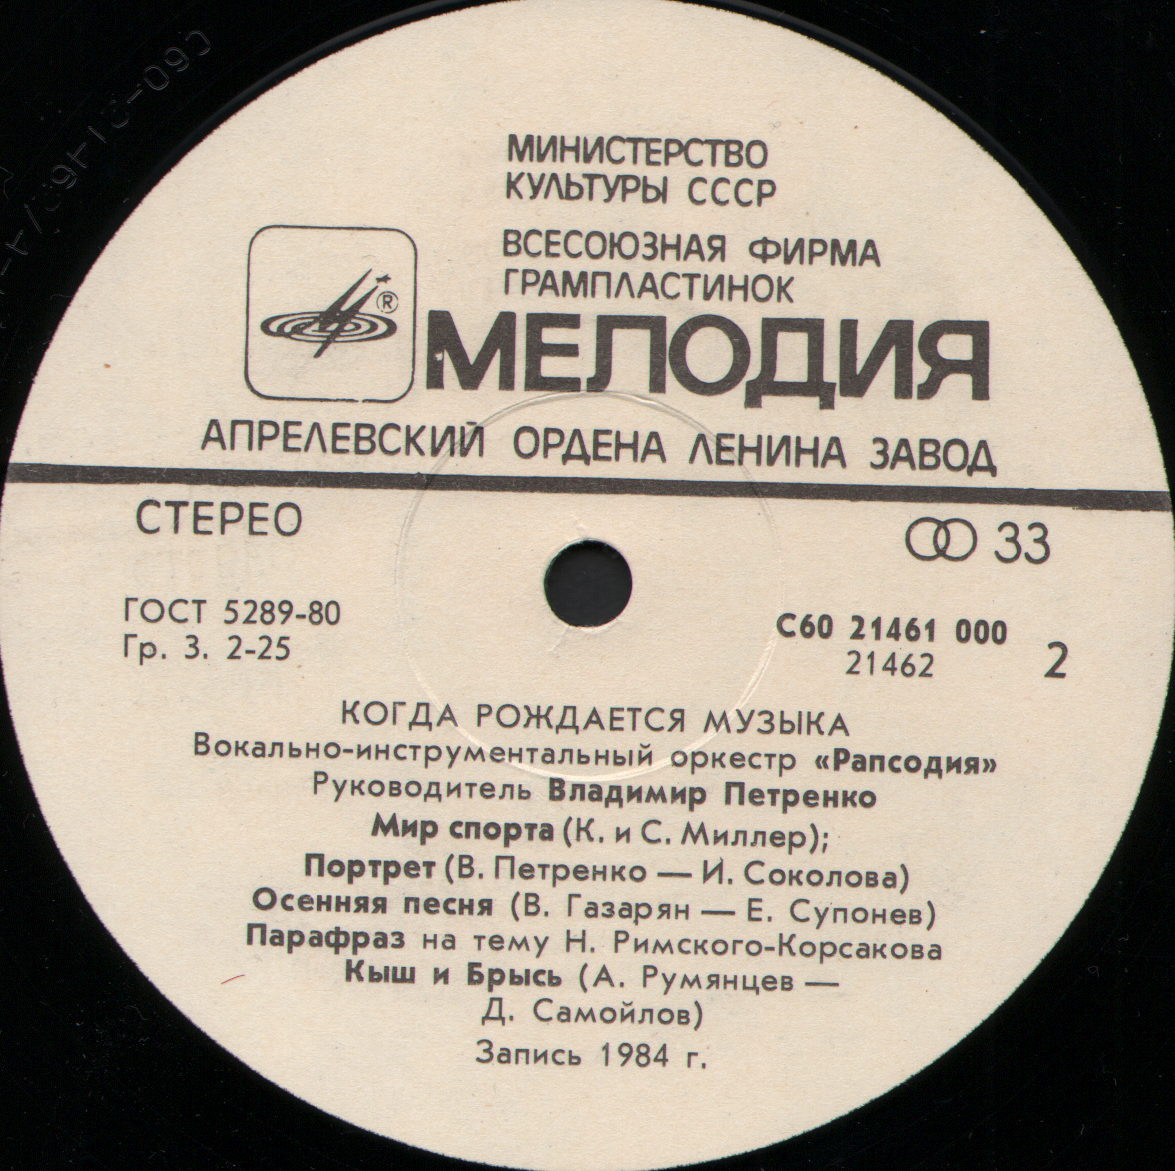 МИНИСТЕРСТВО
КУЛЬТУРЫ СССР
ВСЕСОЮЗНАЯ ФИРМА
ГРАМПЛАСТИНОК
®
МЕЛОДИЯ
АПРЕЛЕВСКИЙ ОРДЕНА ЛЕНИНА ЗАВОД
СТЕРЕО
33
ГОСТ 5289-80
Гр. 3. 2-25
С60 21461 000
21462
2
КОГДА РОЖДАЕТСЯ МУЗЫКА
Вокально-инструментальный оркестр «Рапсодия»
Руководитель Владимир Петренко
Мир спорта (К. и С. Миллер);
Портрет (В. Петренко — И. Соколова)
Осенняя песня (В. Газарян — Е. Супонев)
Парафраз на тему Н. Римского-Корсакова
Кыш и Брысь (А. Румянцев —
Д. Самойлов)
Запись 1984 г.